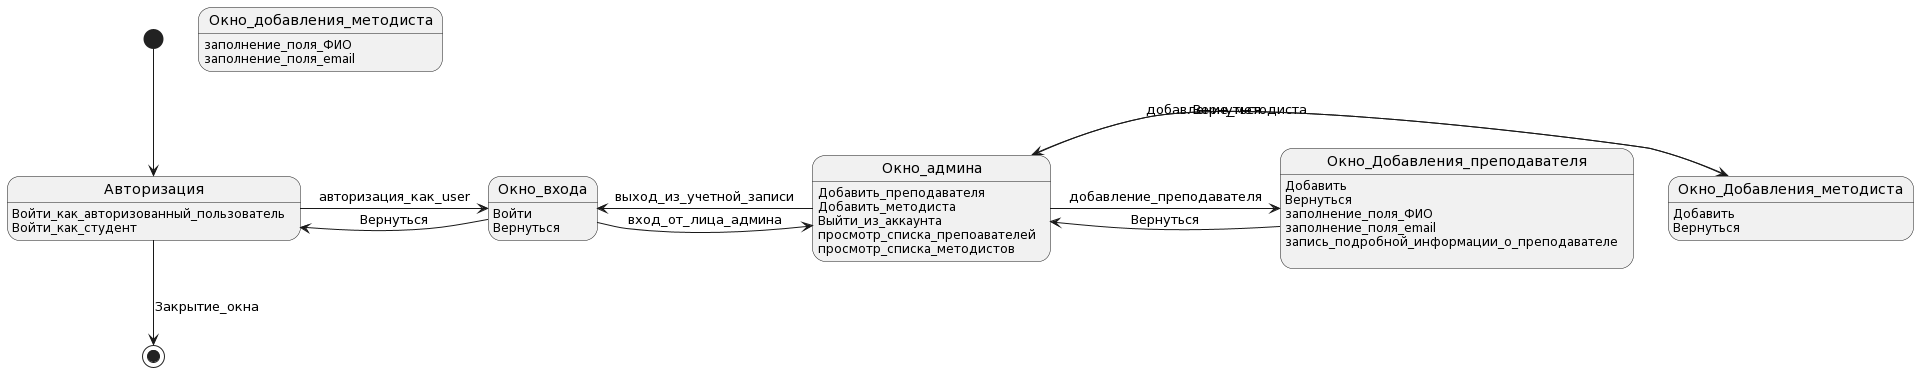 Окно_добавления_методиста
заполнение_поля_ФИО
заполнение_поля_email
добавление_методиста
Вернуться
Авторизация
Войти_как_авторизованный_пользователь
Войти_как_студент
авторизация_как_user
Вернуться
Окно_входа
Войти
Вернуться
выход_из_учетной_записи
вход_от_лица_админа
Окно_админа
Добавить_преподавателя
Добавить_методиста
Выйти_из_аккаунта
просмотр_списка_препоавателей
просмотр_списка_методистов
добавление_преподавателя
Вернуться
Окно_Добавления_преподавателя
Добавить
Вернуться
заполнение_поля_ФИО
заполнение_поля_email
запись_подробной_информации_о_преподавателе
Окно_Добавления_методиста
Добавить
Вернуться
Закрытие_окна